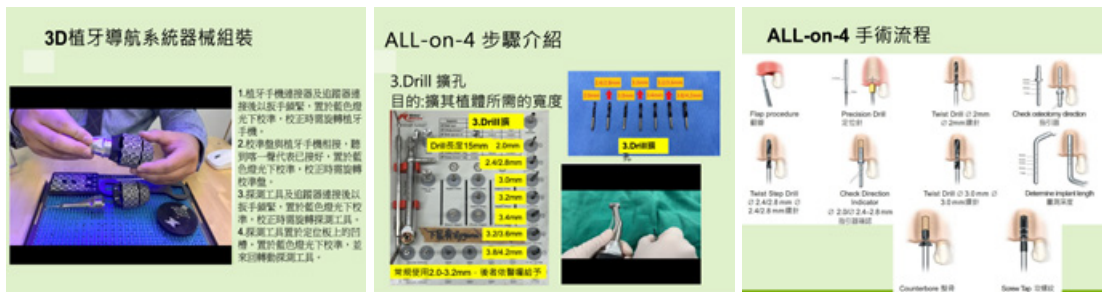 3D植牙導航系統器械組裝
1.植牙手機連接器及追蹤器連
接後以扳手鎖緊，置於藍色燈
光下校準，校正時需旋轉植牙
手機。
2.校準盤與植牙手機相接，聽
到喀一聲代表已接好，置於藍
色燈光下校準，校正時需旋轉
校準盤。
3.探測工具及追蹤器連接後以
扳手鎖緊，置於藍色燈光下校
準，校正時需旋轉探測工具。
4.探測工具置於定位板上的凹
槽，置於藍色燈光下校準，並
來回轉動探測工具。
ALL-on-4 步驟介紹
3.Drill 擴孔
目的:擴其植體所需的寬度
3.Drill擴
Drill長度15mm 2.0mm
2.4/2.8mm
3.0mm
3.2mm
3.4mm
3.2/3.6mm
3.8/4.2mm
常規使用2.0-3.2mm，後者依醫囑給予
3.Drill擴
孔
ALL-on-4 手術流程
Flap procedure
翻瓣
Precision Drill
定位針
Twist Drill ∅ 2mm
∅ 2mm鑽針
Check osteotomy direction
指引器
Twist Step Drill
∅ 2.4/2.8mm ∅
2.4/2.8mm鑽針
Check Direction
Indicator
∅ 2.0/∅ 2.4-2.8mm
指引器確認
Twist Drill ∅ 3.0mm ∅
3.0mm鑽針
Determine implant length
量測深度
Counterbore 整骨
Screw Tap 攻螺紋